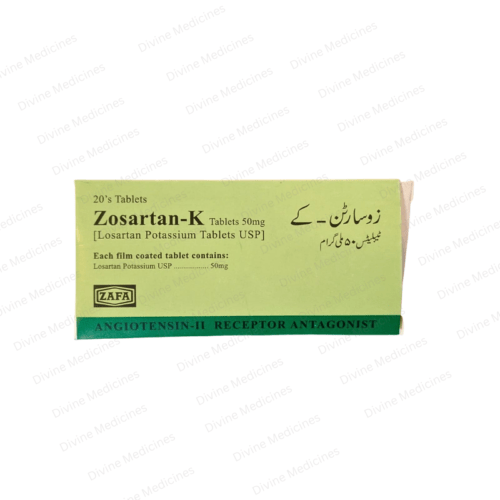 20's Tablets
Zosartan-K Tablets 50mg
[Losartan Potassium Tablets USP]
Each film coated tablet contains:
Losartan Potassium USP .................. 50mg
زوسارٹن - کے
ٹیبلیٹس ۵۰ ملی گرام
ZAFA
ANGIOTENSIN-II RECEPTOR ANTAGONIST
Divine Medicines